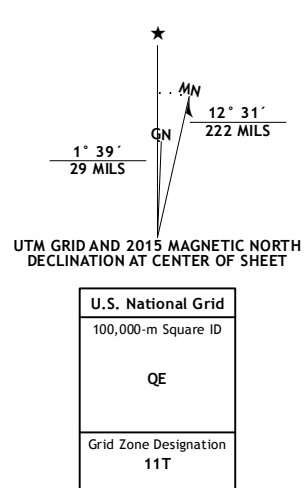 ★
MN
12° 31´
222 MILS
GN
1° 39´
29 MILS
UTM GRID AND 2015 MAGNETIC NORTH
DECLINATION AT CENTER OF SHEET
U.S. National Grid
100,000-m Square ID
QE
Grid Zone Designation
11T